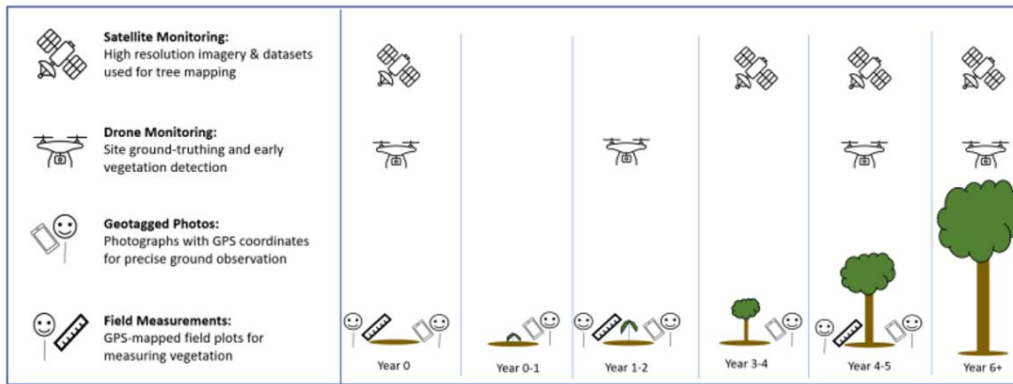 Satellite Monitoring:
High resolution imagery & datasets
used for tree mapping
Drone Monitoring:
Site ground-truthing and early
vegetation detection
Geotagged Photos:
Photographs with GPS coordinates
for precise ground observation
Field Measurements:
GPS-mapped field plots for
measuring vegetation
Year 0
Year 0-1
Year 1-2
Year 3-4
Year 4-5
Year 6+